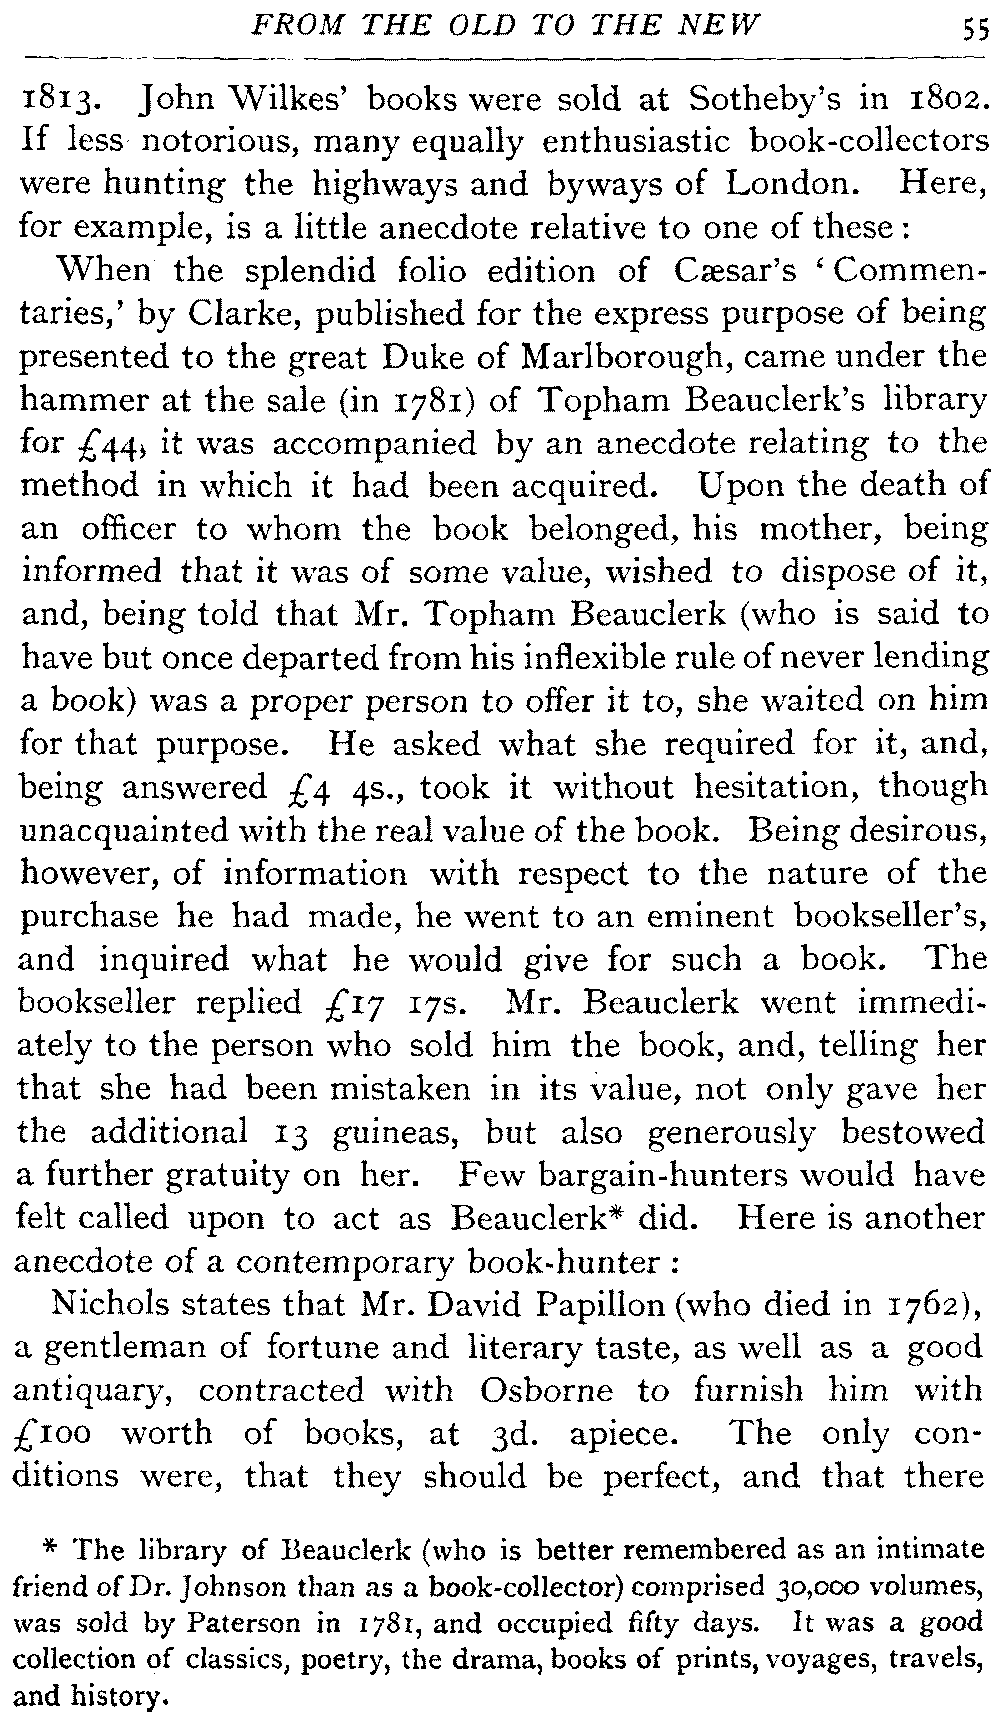 FROM THE OLD TO THE NEW 55
1813. John Wilkes' books were sold at Sotheby's in 1802.
If less notorious, many equally enthusiastic book-collectors
were hunting the highways and byways of London. Here,
for example, is a little anecdote relative to one of these :
When the splendid folio edition of Cæsar's ‘Commen-
taries,’ by Clarke, published for the express purpose of being
presented to the great Duke of Marlborough, came under the
hammer at the sale (in 1781) of Topham Beauclerk's library
for £44, it was accompanied by an anecdote relating to the
method in which it had been acquired. Upon the death of
an officer to whom the book belonged, his mother, being
informed that it was of some value, wished to dispose of it,
and, being told that Mr. Topham Beauclerk (who is said to
have but once departed from his inflexible rule of never lending
a book) was a proper person to offer it to, she waited on him
for that purpose. He asked what she required for it, and,
being answered £4 4s., took it without hesitation, though
unacquainted with the real value of the book. Being desirous,
however, of information with respect to the nature of the
purchase he had made, he went to an eminent bookseller's,
and inquired what he would give for such a book. The
bookseller replied £17 17s. Mr. Beauclerk went immedi-
ately to the person who sold him the book, and, telling her
that she had been mistaken in its value, not only gave her
the additional 13 guineas, but also generously bestowed
a further gratuity on her. Few bargain-hunters would have
felt called upon to act as Beauclerk* did. Here is another
anecdote of a contemporary book-hunter :
Nichols states that Mr. David Papillon (who died in 1762),
a gentleman of fortune and literary taste, as well as a good
antiquary, contracted with Osborne to furnish him with
£100 worth of books, at 3d. apiece. The only con-
ditions were, that they should be perfect, and that there
* The library of Beauclerk (who is better remembered as an intimate
friend of Dr. Johnson than as a book-collector) comprised 30,000 volumes,
was sold by Paterson in 1781, and occupied fifty days. It was a good
collection of classics, poetry, the drama, books of prints, voyages, travels,
and history.